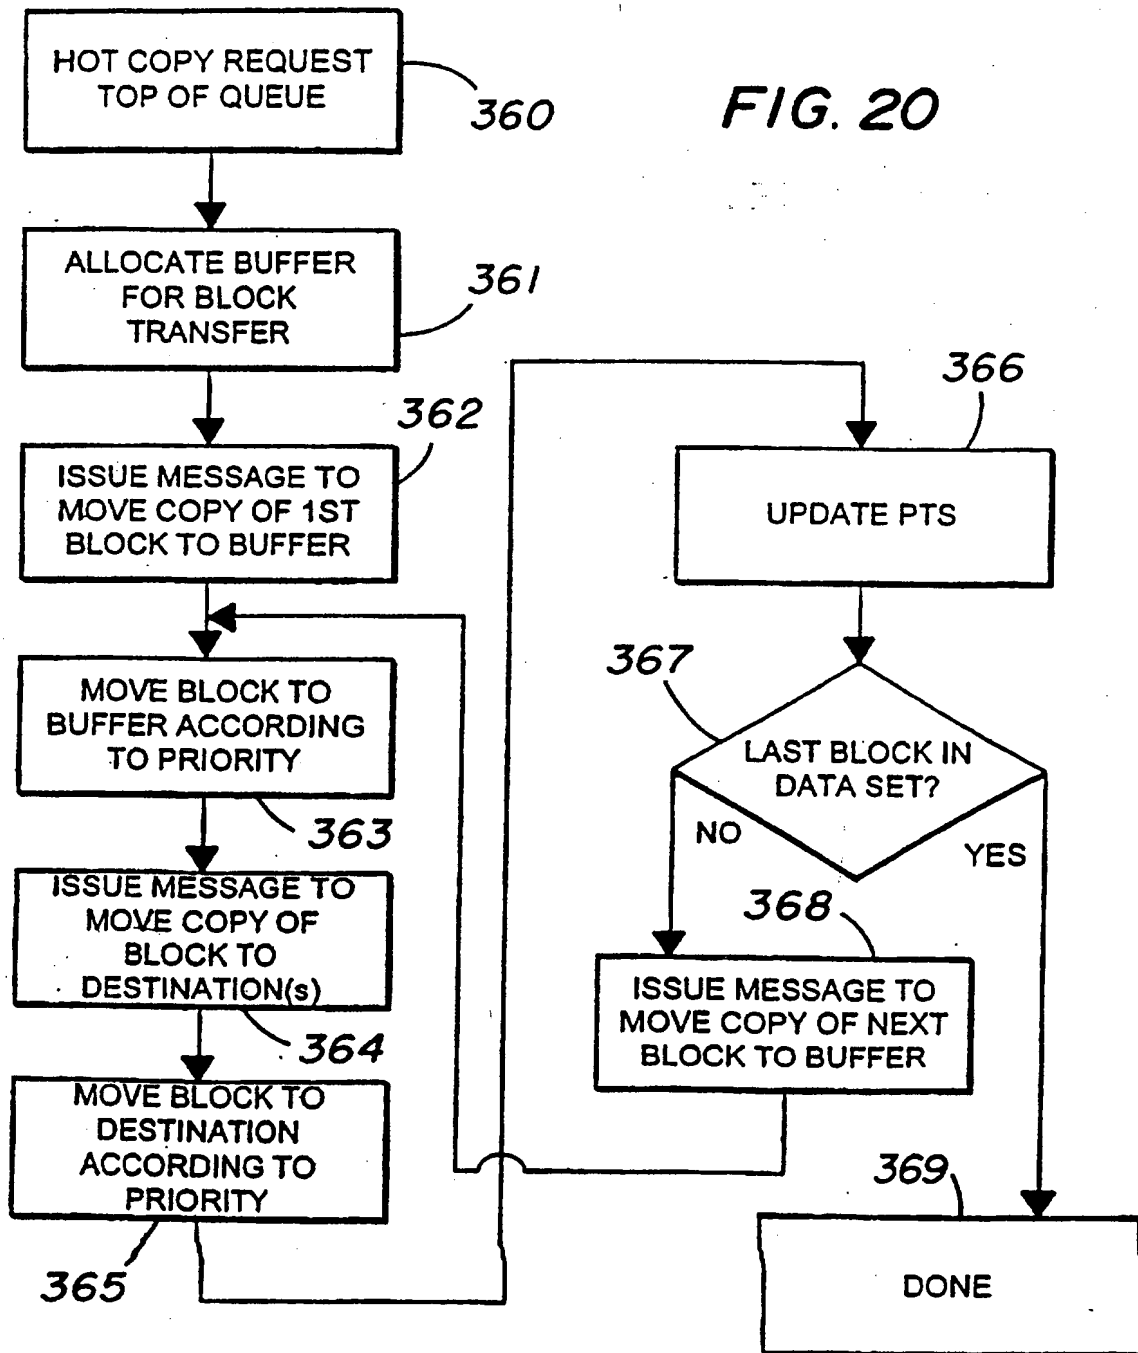 HOT COPY REQUEST
TOP OF QUEUE
360
FIG. 20
ALLOCATE BUFFER
FOR BLOCK
TRANSFER
361
ISSUE MESSAGE TO
MOVE COPY OF 1ST
BLOCK TO BUFFER
362
MOVE BLOCK TO
BUFFER ACCORDING
TO PRIORITY
363
ISSUE MESSAGE TO
MOVE COPY OF
BLOCK TO
DESTINATION(s)
364
MOVE BLOCK TO
DESTINATION
ACCORDING TO
PRIORITY
365
366
UPDATE PTS
367
LAST BLOCK IN
DATA SET?
NO
YES
368
ISSUE MESSAGE TO
MOVE COPY OF NEXT
BLOCK TO BUFFER
369
DONE